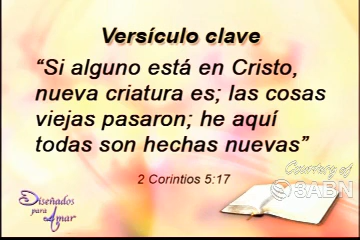 Versículo clave
“Si alguno está en Cristo,
nueva criatura es; las cosas
viejas pasaron; he aquí
todas son hechas nuevas”
2 Corintios 5:17
Courtesy of
3ABN
Diseñados
para
Amar